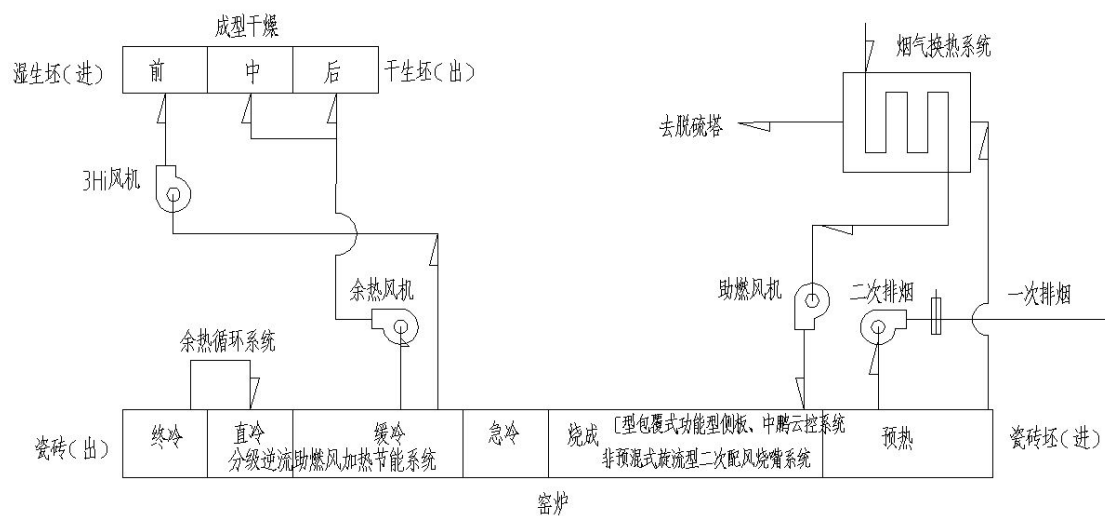 成型干燥
湿生坯（进） 前 中 后 干生坯（出）
烟气换热系统
去脱硫塔
3Hi风机
余热风机
助燃风机
二次排烟
一次排烟
余热循环系统
瓷砖（出） 终冷 直冷 缓冷 急冷 烧成 [型包覆式功能型侧板、中鹏云控系统 预热 瓷砖坯（进）
分级逆流助燃风加热节能系统
非预混式旋流型二次配风烧嘴系统
窑炉